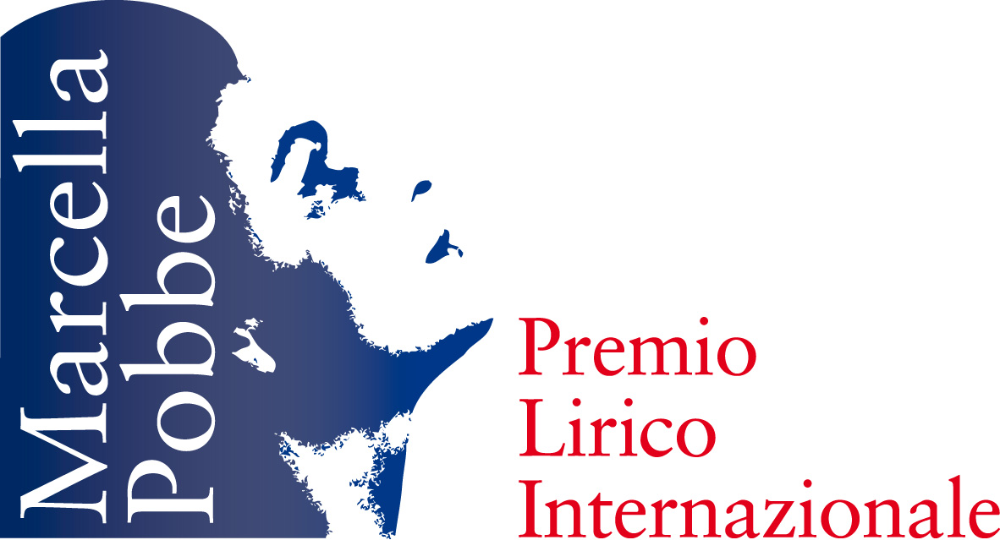 Marcella
Pobbe
Premio
Lirico
Internazionale